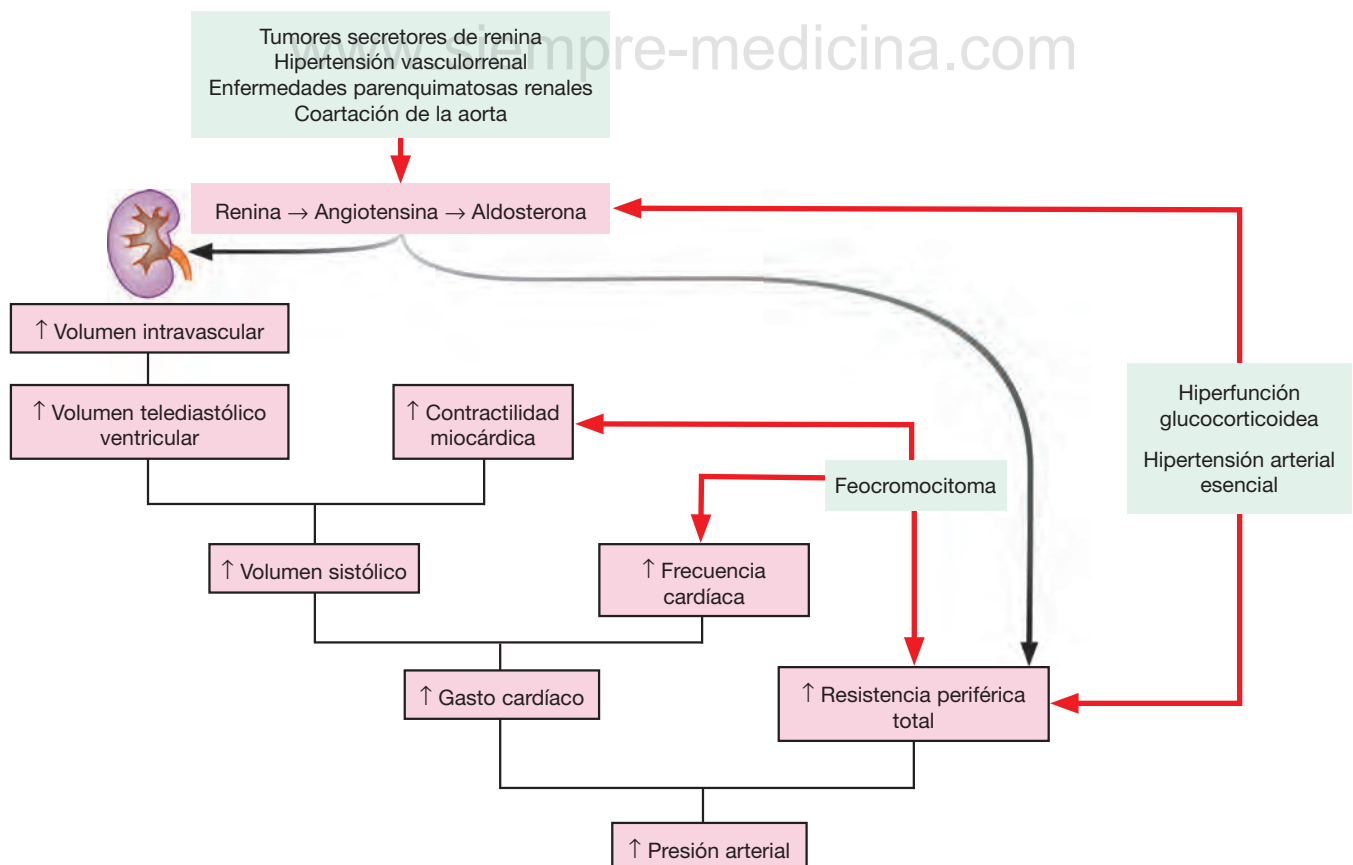 www.siempre-medicina.com
Tumores secretores de renina
Hipertensión vasculorrenal
Enfermedades parenquimatosas renales
Coartación de la aorta
Renina → Angiotensina → Aldosterona
↑ Volumen intravascular
↑ Volumen telediastólico
ventricular
↑ Contractilidad
miocárdica
Hiperfunción
glucocorticoidea
Hipertensión arterial
esencial
Feocromocitoma
↑ Volumen sistólico
↑ Frecuencia
cardíaca
↑ Gasto cardíaco
↑ Resistencia periférica
total
↑ Presión arterial